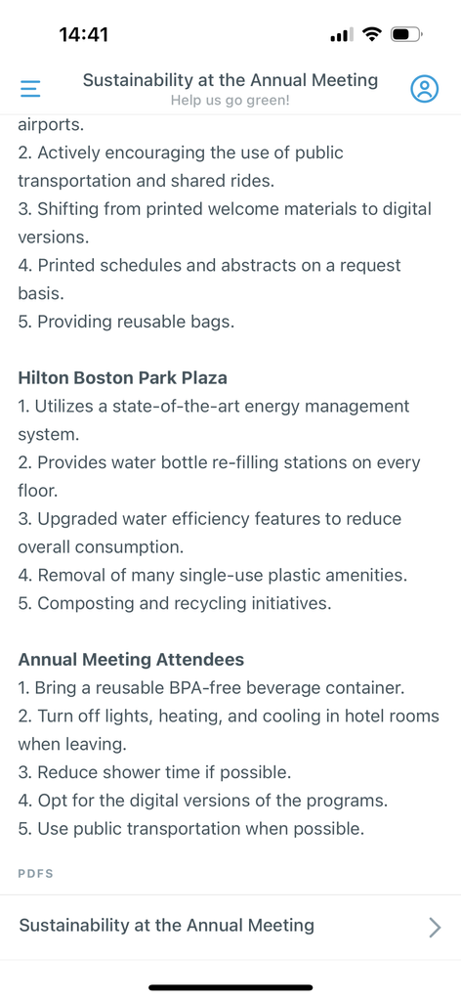 14:41
Sustainability at the Annual Meeting
Help us go green!
airports.
2. Actively encouraging the use of public
transportation and shared rides.
3. Shifting from printed welcome materials to digital
versions.
4. Printed schedules and abstracts on a request
basis.
5. Providing reusable bags.
Hilton Boston Park Plaza
1. Utilizes a state-of-the-art energy management
system.
2. Provides water bottle re-filling stations on every
floor.
3. Upgraded water efficiency features to reduce
overall consumption.
4. Removal of many single-use plastic amenities.
5. Composting and recycling initiatives.
Annual Meeting Attendees
1. Bring a reusable BPA-free beverage container.
2. Turn off lights, heating, and cooling in hotel rooms
when leaving.
3. Reduce shower time if possible.
4. Opt for the digital versions of the programs.
5. Use public transportation when possible.
PDFS
Sustainability at the Annual Meeting